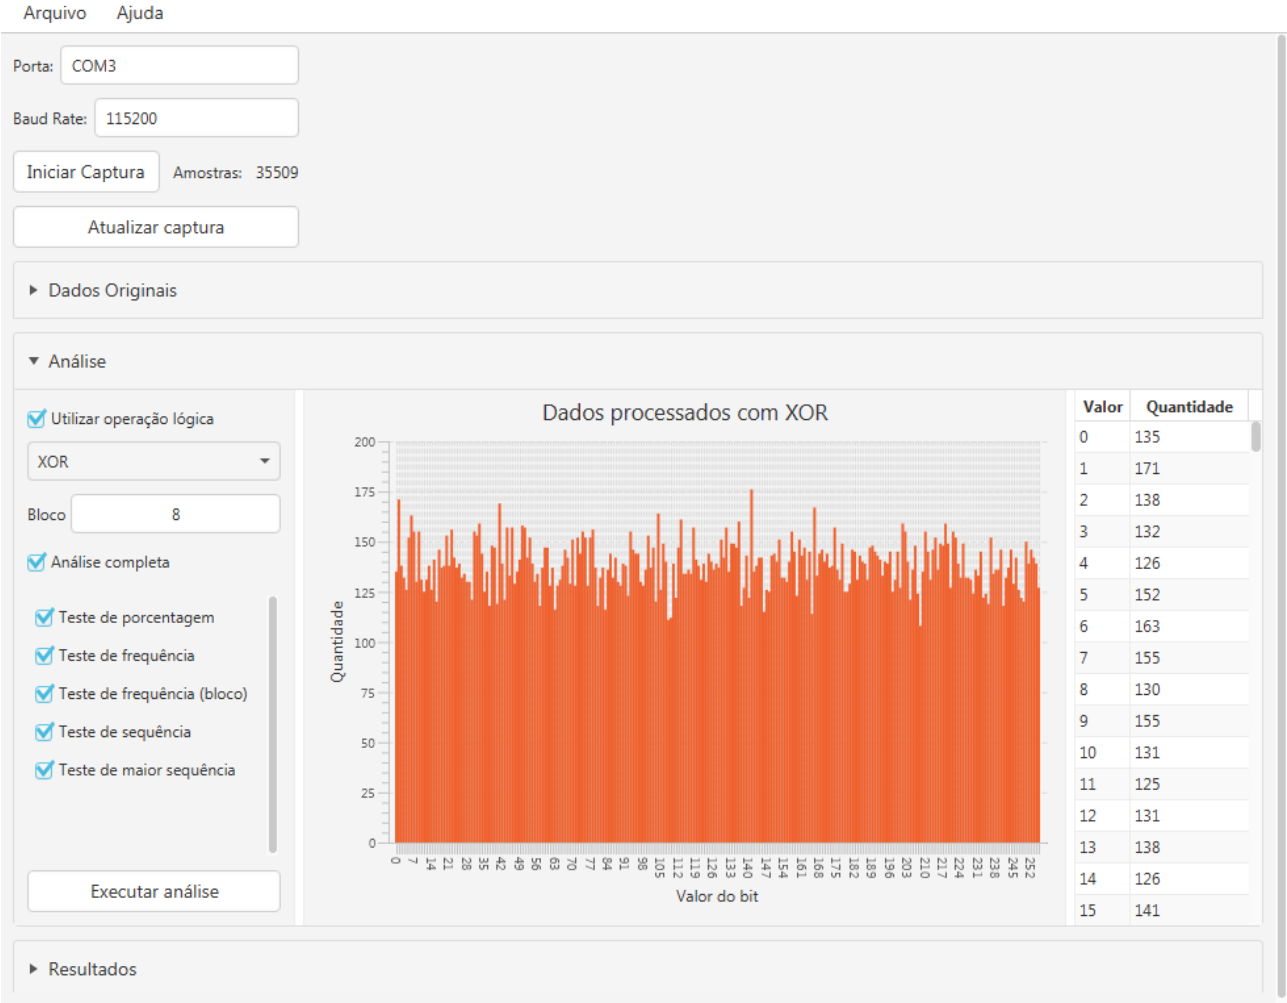 Arquivo Ajuda
Porta: COM3
Baud Rate: 115200
Iniciar Captura Amostras: 35509
Atualizar captura
Dados Originais
Análise
Utilizar operação lógica
XOR
Bloco 8
Análise completa
Teste de porcentagem
Teste de frequência
Teste de frequência (bloco)
Teste de sequência
Teste de maior sequência
Executar análise
Dados processados com XOR
Quantidade
200
175
150
125
100
75
50
25
0
0 7 14 21 28 35 42 49 56 63 70 77 84 91 98 105 112 119 126 133 140 147 154 161 168 175 182 189 196 203 210 217 224 231 238 245 252
Valor do bit
Valor Quantidade
0 135
1 171
2 138
3 132
4 126
5 152
6 163
7 155
8 130
9 155
10 131
11 125
12 131
13 138
14 126
15 141
Resultados